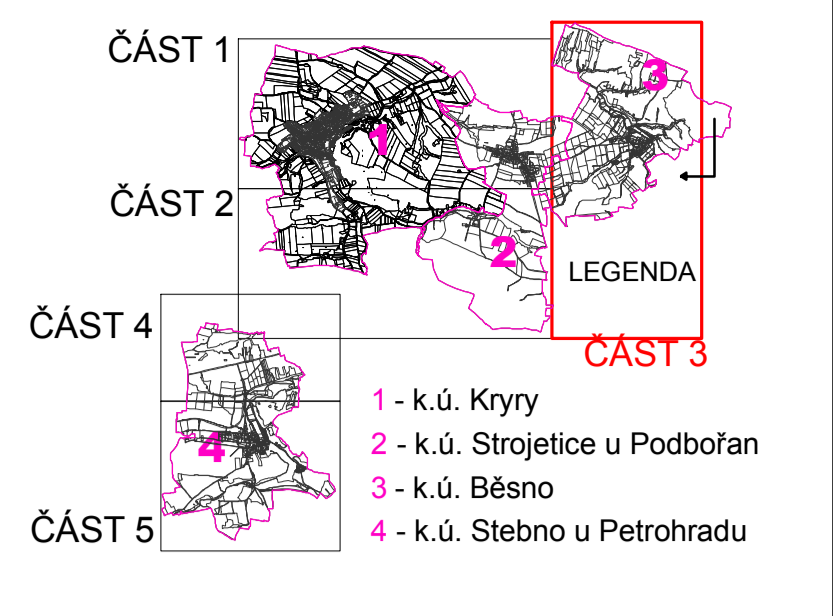 ČÁST 1
3
1
ČÁST 2
2
LEGENDA
ČÁST 4
ČÁST 3
1 - k.ú. Kryry
2 - k.ú. Strojetice u Podbořan
4
3 - k.ú. Běsno
ČÁST 5
4 - k.ú. Stebno u Petrohradu